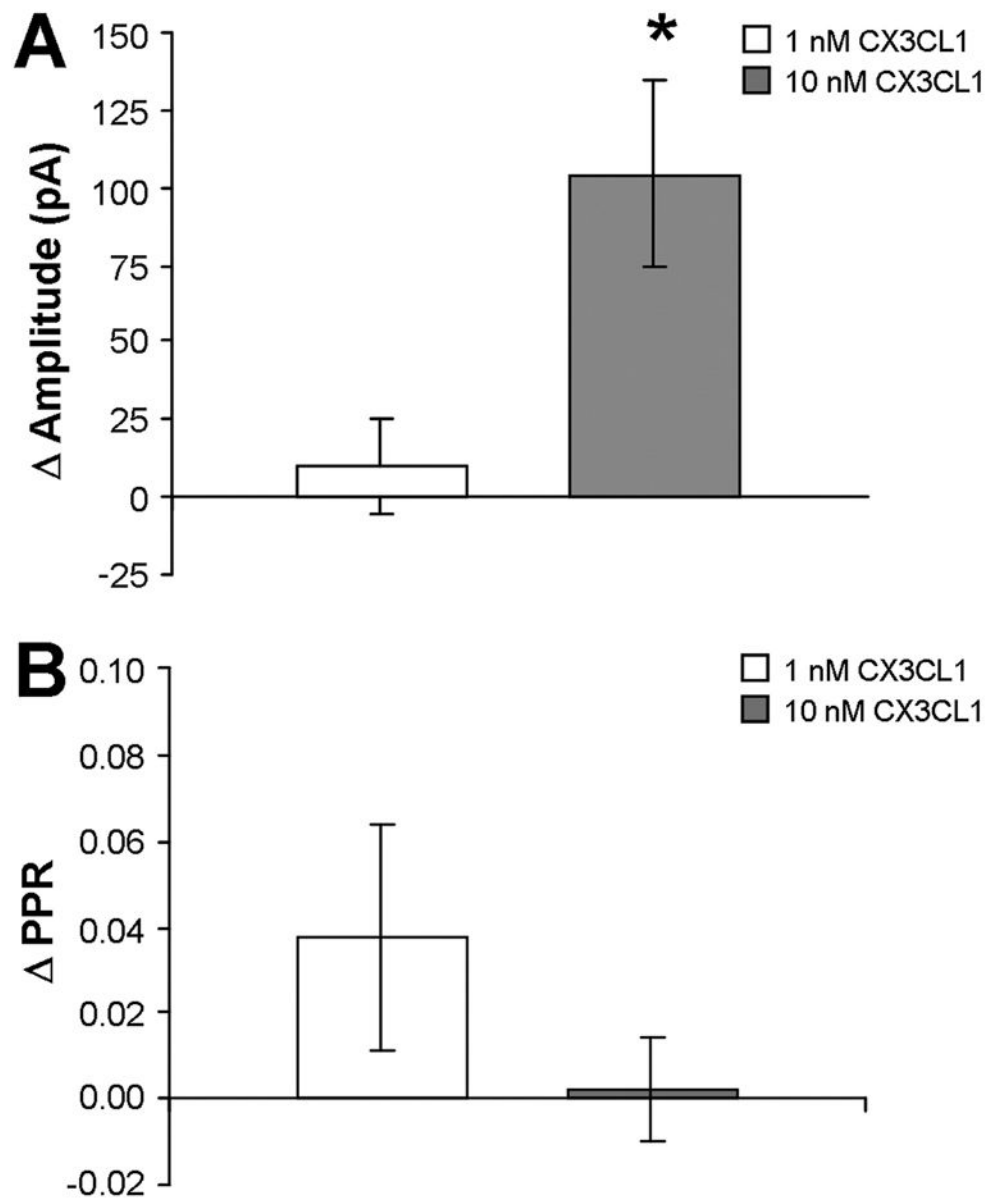 A
150
125
100
75
50
25
0
-25
Δ Amplitude (pA)
*
1 nM CX3CL1
10 nM CX3CL1
B
0.10
0.08
0.06
0.04
0.02
0.00
-0.02
Δ PPR
1 nM CX3CL1
10 nM CX3CL1